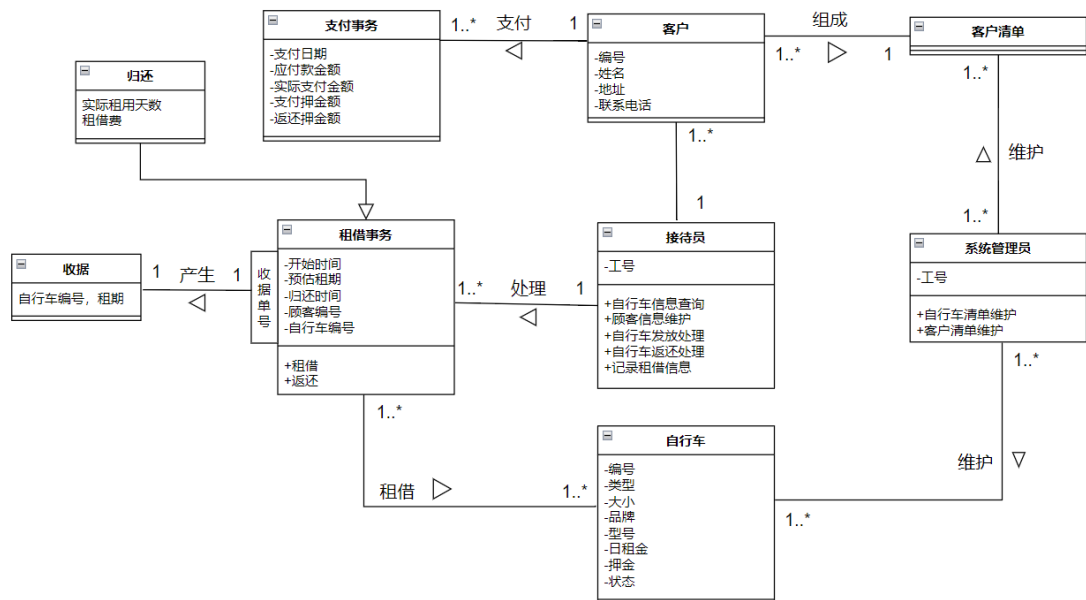 支付事务
-支付日期
-应付款金额
-实际支付金额
-支付押金额
-返还押金额
1..*
支付
1
客户
-编号
-姓名
-地址
-联系电话
组成
1..*
1
客户清单
1..*
归还
实际租用天数
租借费
1..*
1
维护
1..*
租借事务
-开始时间
-预估租期
-归还时间
-顾客编号
-自行车编号
+租借
+返还
收据单号
收据
自行车编号，租期
1
产生
1
1..*
处理
1
接待员
-工号
+自行车信息查询
+顾客信息维护
+自行车发放处理
+自行车返还处理
+记录租借信息
系统管理员
-工号
+自行车清单维护
+客户清单维护
1..*
1..*
租借
1..*
自行车
-编号
-类型
-大小
-品牌
-型号
-日租金
-押金
-状态
维护
1..*